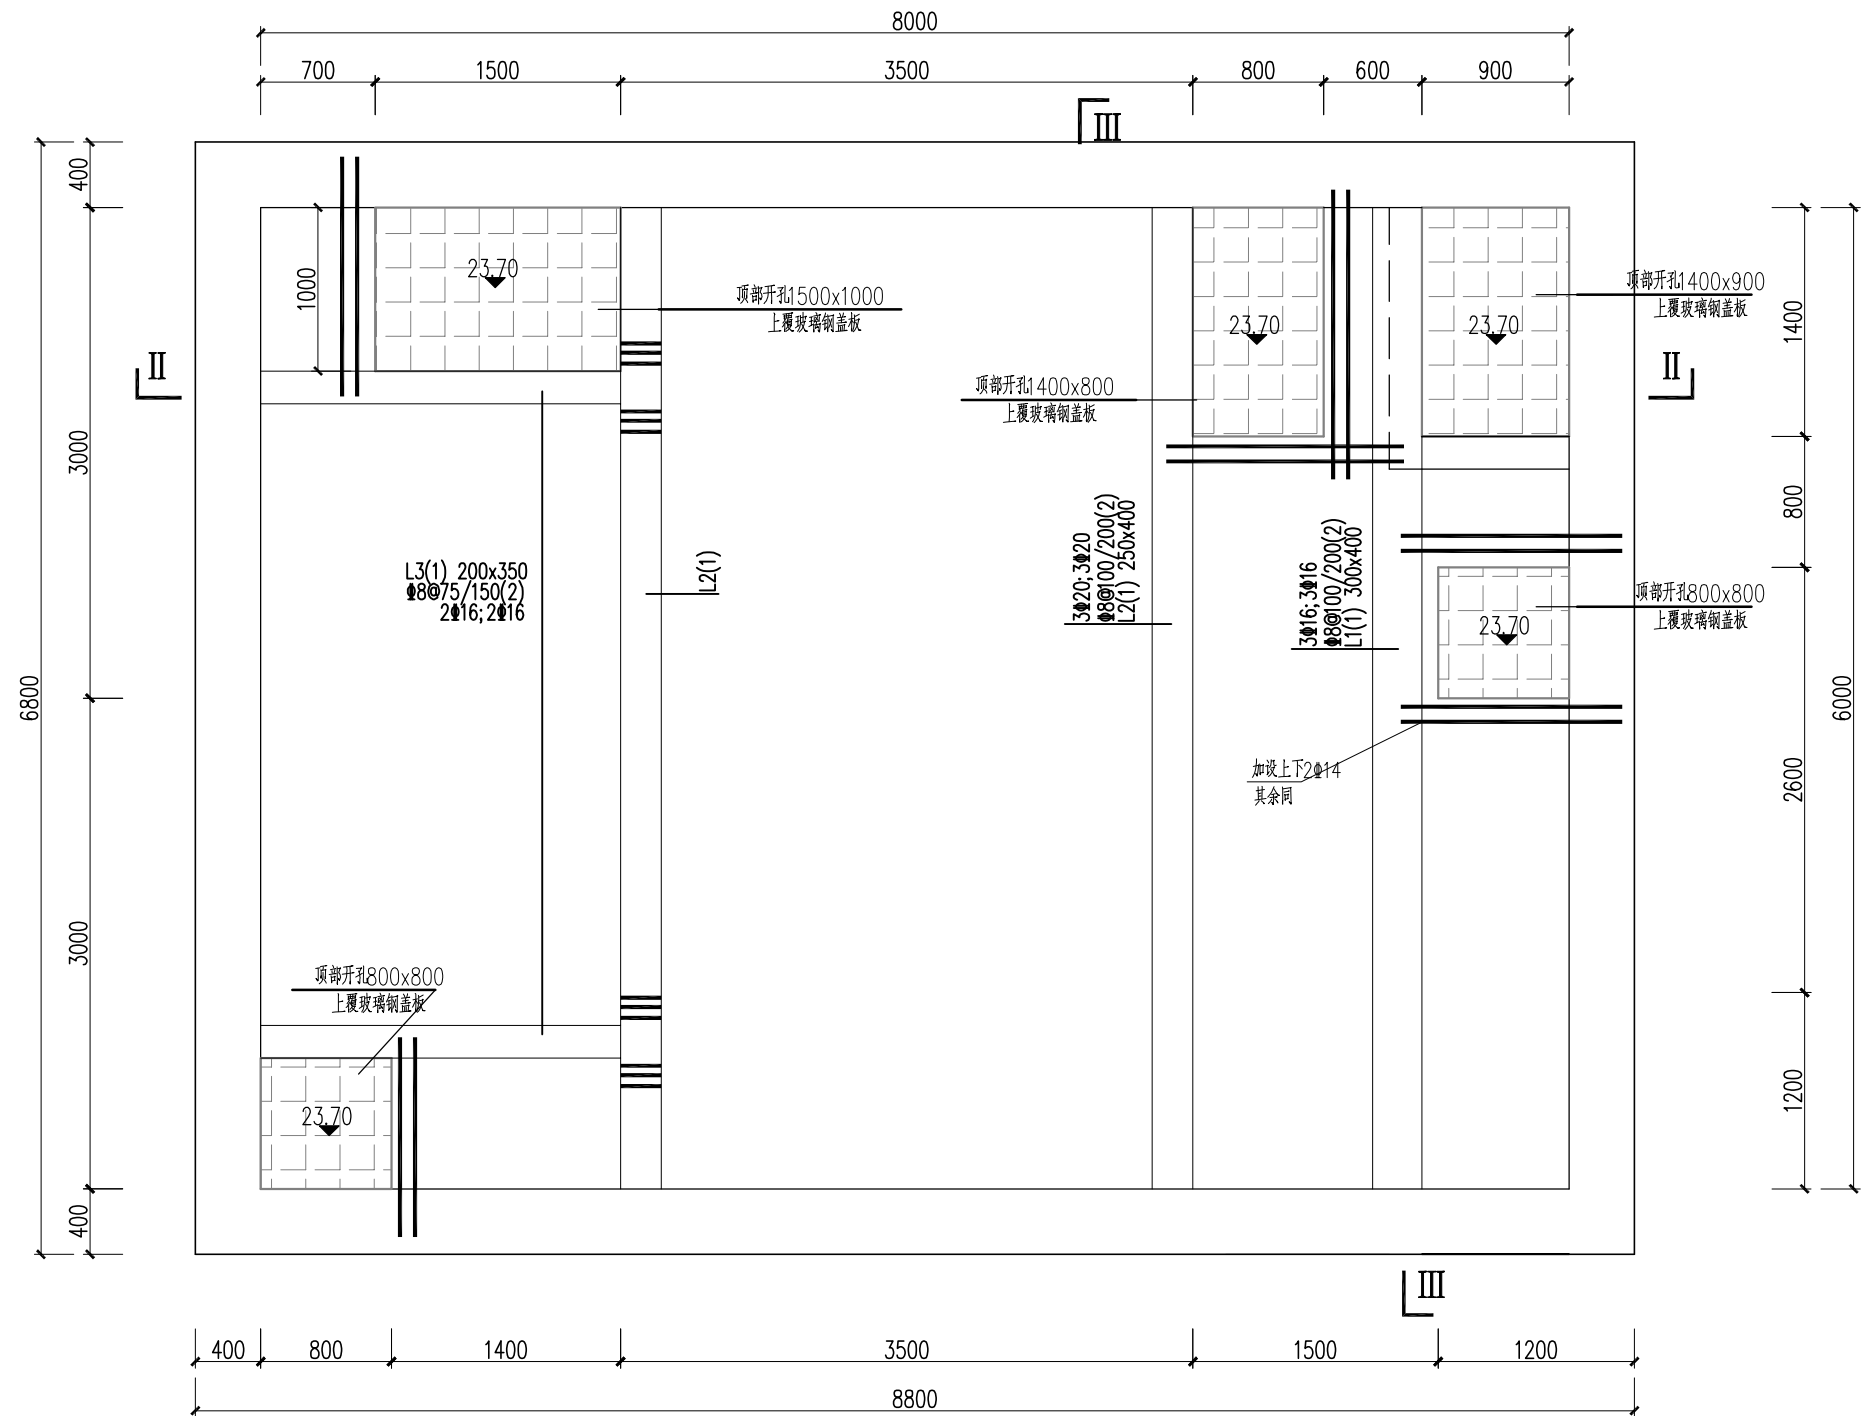 8000
700
1500
3500
800
600
900
III
400
3000
6800
3000
400
1000
23.70
顶部开孔1500x1000
上覆玻璃钢盖板
23.70
顶部开孔1400x800
上覆玻璃钢盖板
23.70
顶部开孔1400x900
上覆玻璃钢盖板
II
II
1400
800
2600
1200
6000
L3(1) 200x350
Φ8@75/150(2)
2Φ16;2Φ16
L2(1)
L2(1) 250x400
Φ8@100/200(2)
3Φ20;3Φ20
L1(1) 300x400
Φ8@100/200(2)
3Φ16;3Φ16
顶部开孔800x800
上覆玻璃钢盖板
23.70
加设上下2Φ14
其余同
顶部开孔800x800
上覆玻璃钢盖板
23.70
III
400
800
1400
3500
1500
1200
8800